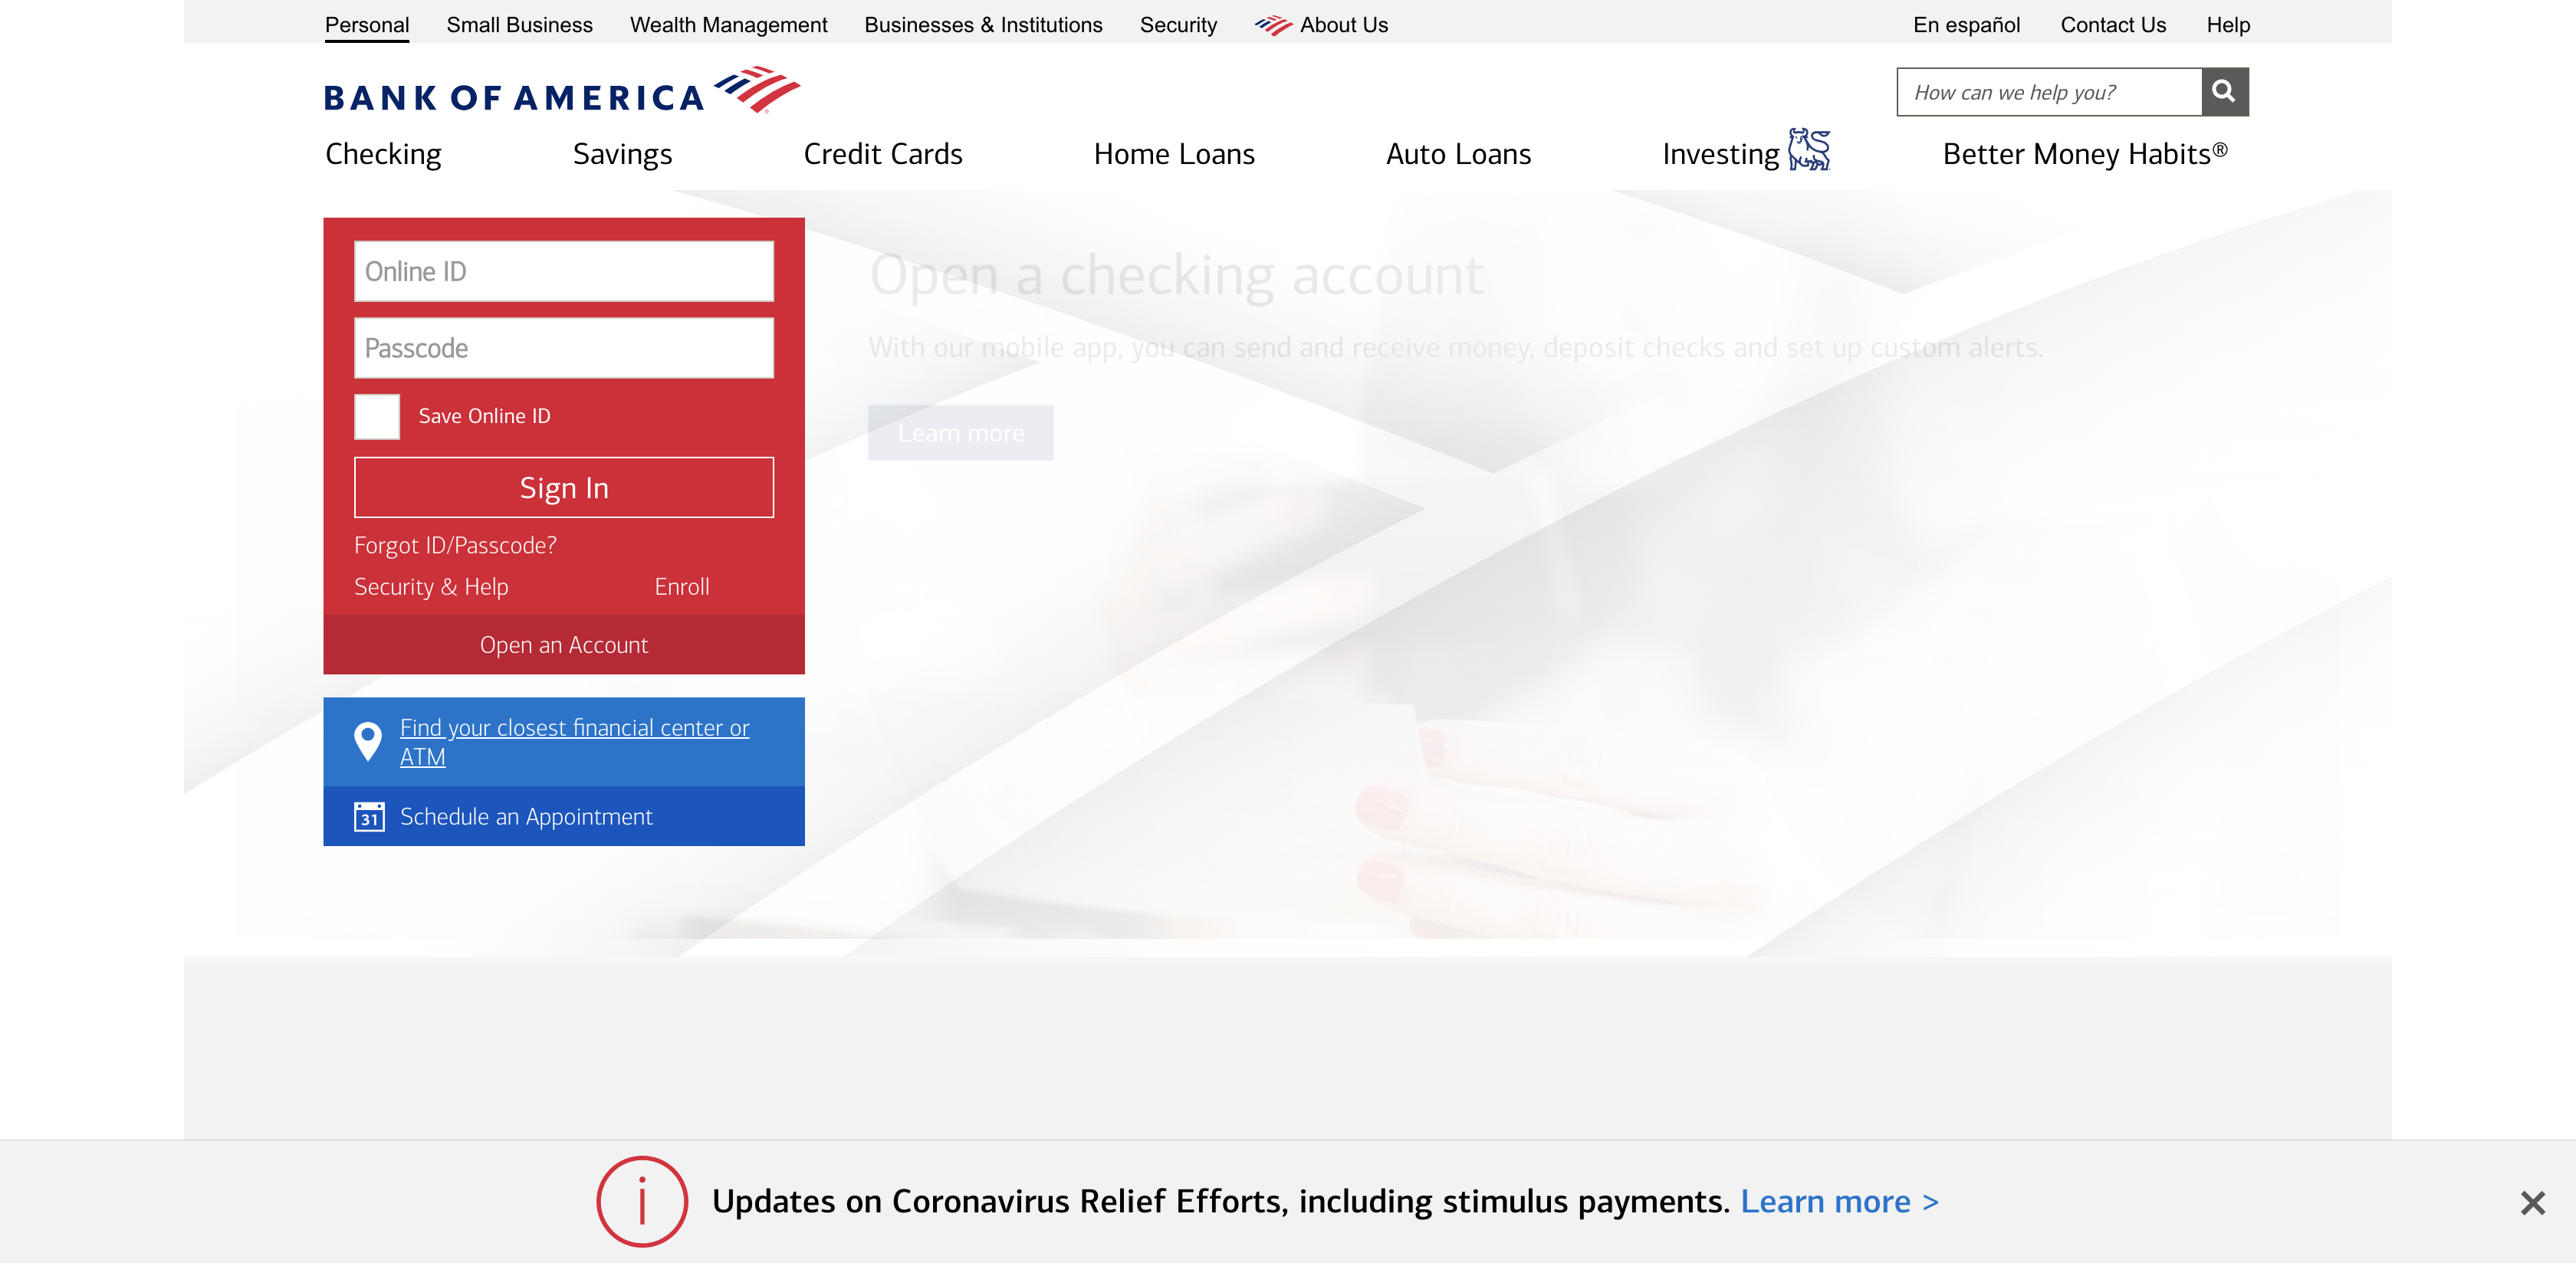 Personal Small Business Wealth Management Businesses & Institutions Security About Us En español Contact Us Help
BANK OF AMERICA
How can we help you?
Checking Savings Credit Cards Home Loans Auto Loans Investing Better Money Habits®
Online ID
Passcode
Save Online ID
Sign In
Forgot ID/Passcode?
Security & Help Enroll
Open an Account
Find your closest financial center or
ATM
31 Schedule an Appointment
Open a checking account
With our mobile app, you can send and receive money, deposit checks and set up custom alerts.
Learn more
Updates on Coronavirus Relief Efforts, including stimulus payments. Learn more >